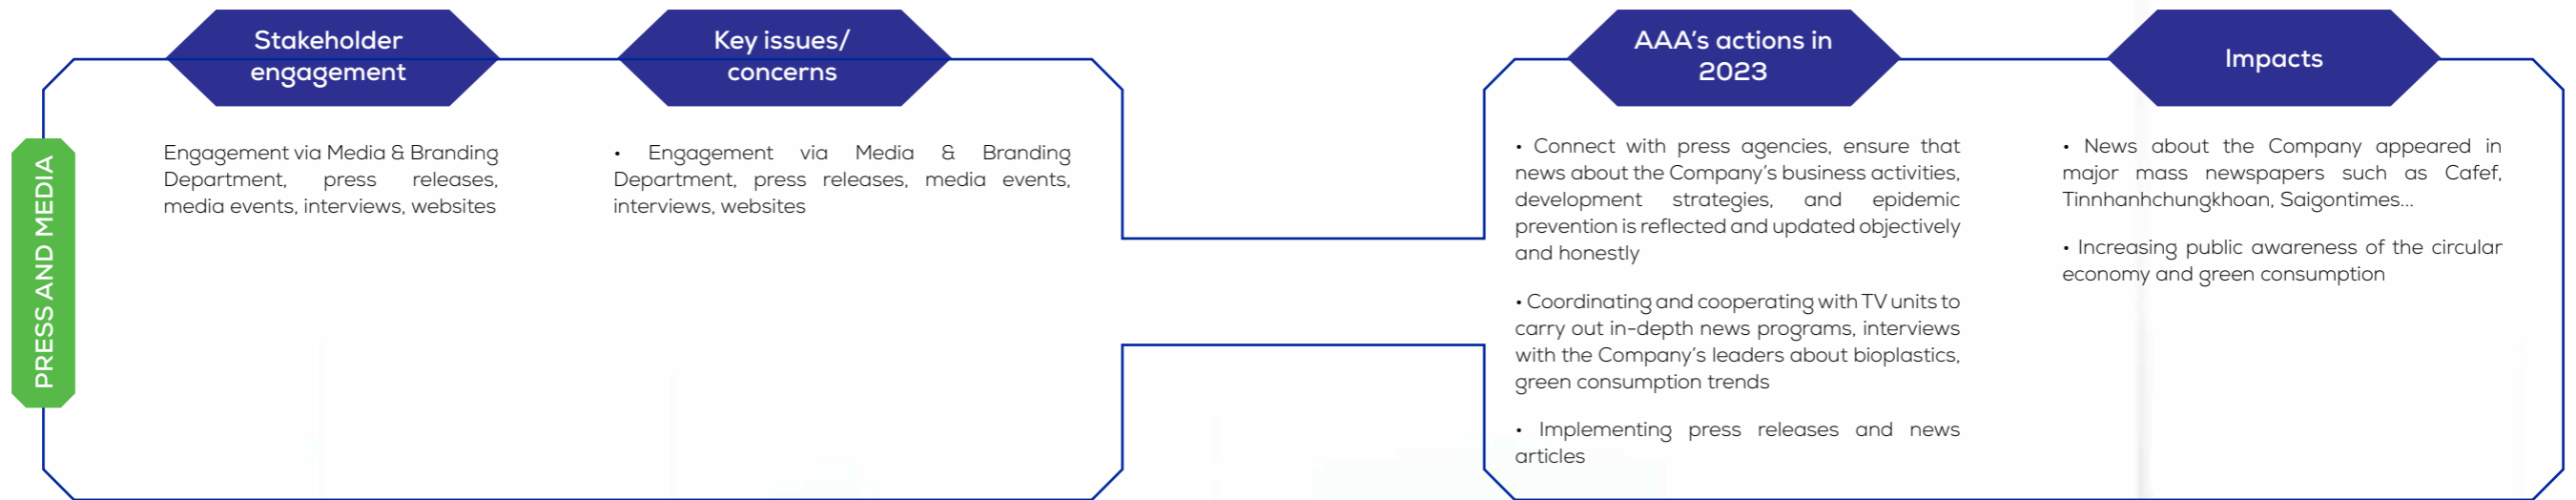 Stakeholder
engagement
Key issues/
concerns
AAA's actions in
2023
Impacts
PRESS AND MEDIA
Engagement via Media & Branding
Department, press releases,
media events, interviews, websites
• Engagement via Media & Branding
Department, press releases, media events,
interviews, websites
• Connect with press agencies, ensure that
news about the Company's business activities,
development strategies, and epidemic
prevention is reflected and updated objectively
and honestly
• Coordinating and cooperating with TV units to
carry out in-depth news programs, interviews
with the Company's leaders about bioplastics,
green consumption trends
• Implementing press releases and news
articles
• News about the Company appeared in
major mass newspapers such as Cafef,
Tinnhanhchungkhoan, Saigontimes...
• Increasing public awareness of the circular
economy and green consumption